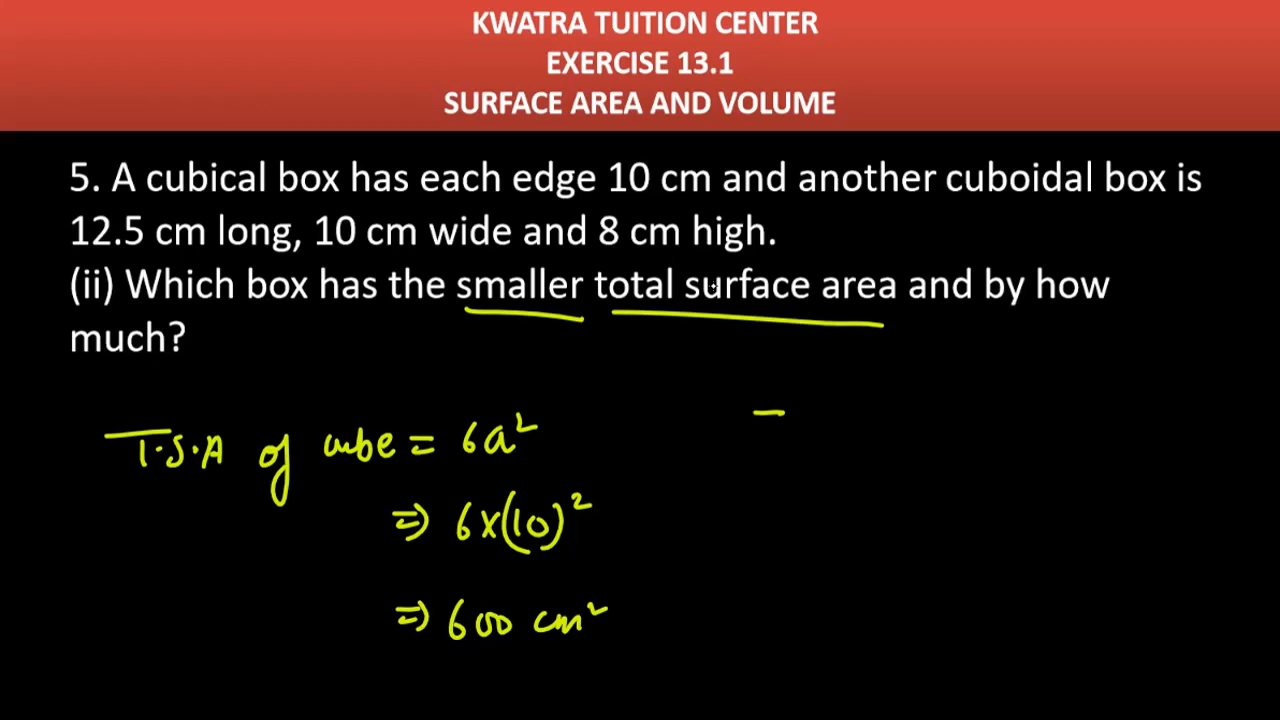 KWATRA TUITION CENTER
EXERCISE 13.1
SURFACE AREA AND VOLUME
5. A cubical box has each edge 10 cm and another cuboidal box is
12.5 cm long, 10 cm wide and 8 cm high.
(ii) Which box has the smaller total surface area and by how
much?
T.S.A of cube = 6a²
⇒ 6×(10)²
⇒ 600 cm²